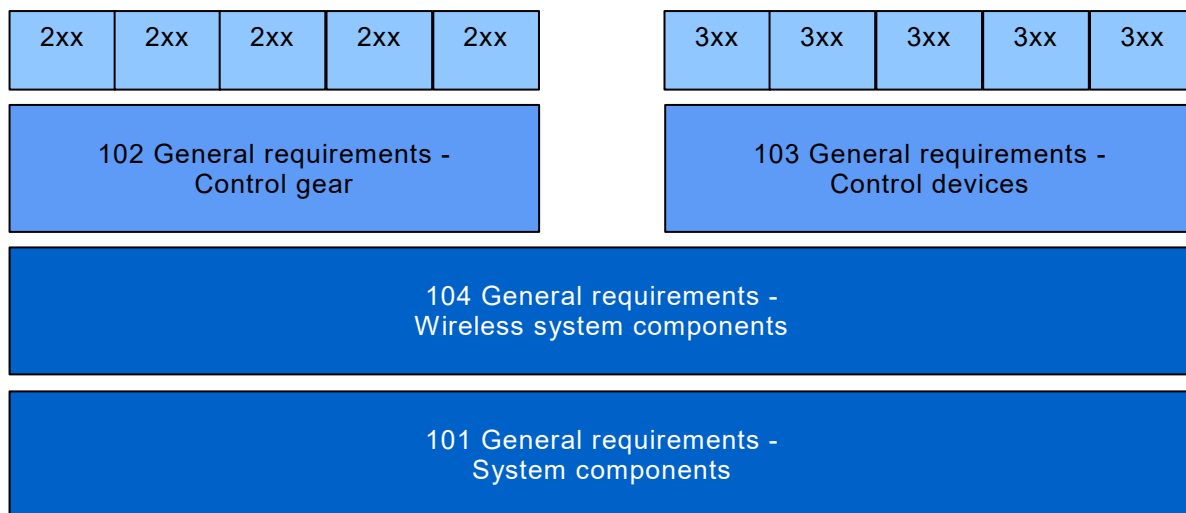 2xx 2xx 2xx 2xx 2xx 3xx 3xx 3xx 3xx 3xx
102 General requirements -
Control gear
103 General requirements -
Control devices
104 General requirements -
Wireless system components
101 General requirements -
System components